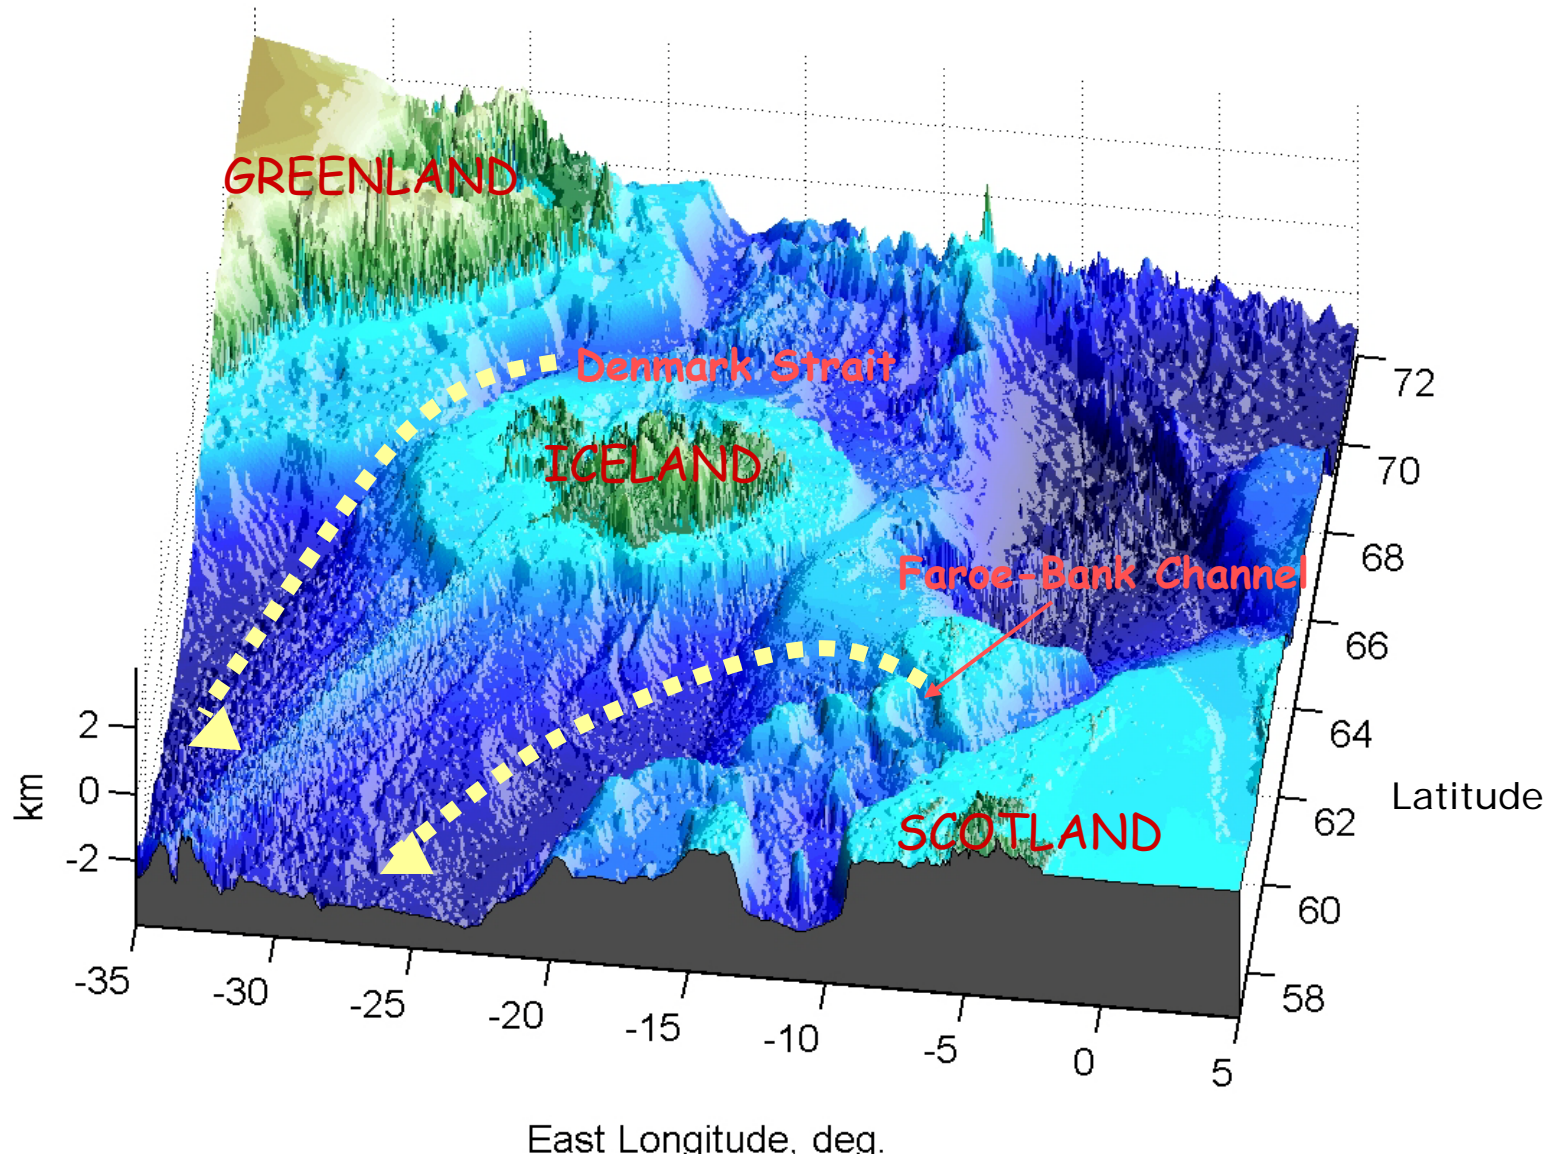 GREENLAND
Denmark Strait
ICELAND
Faroe-Bank Channel
SCOTLAND
72
70
68
66
64
62
60
58
Latitude
2
0
-2
km
-35
-30
-25
-20
-15
-10
-5
0
5
East Longitude, deg.